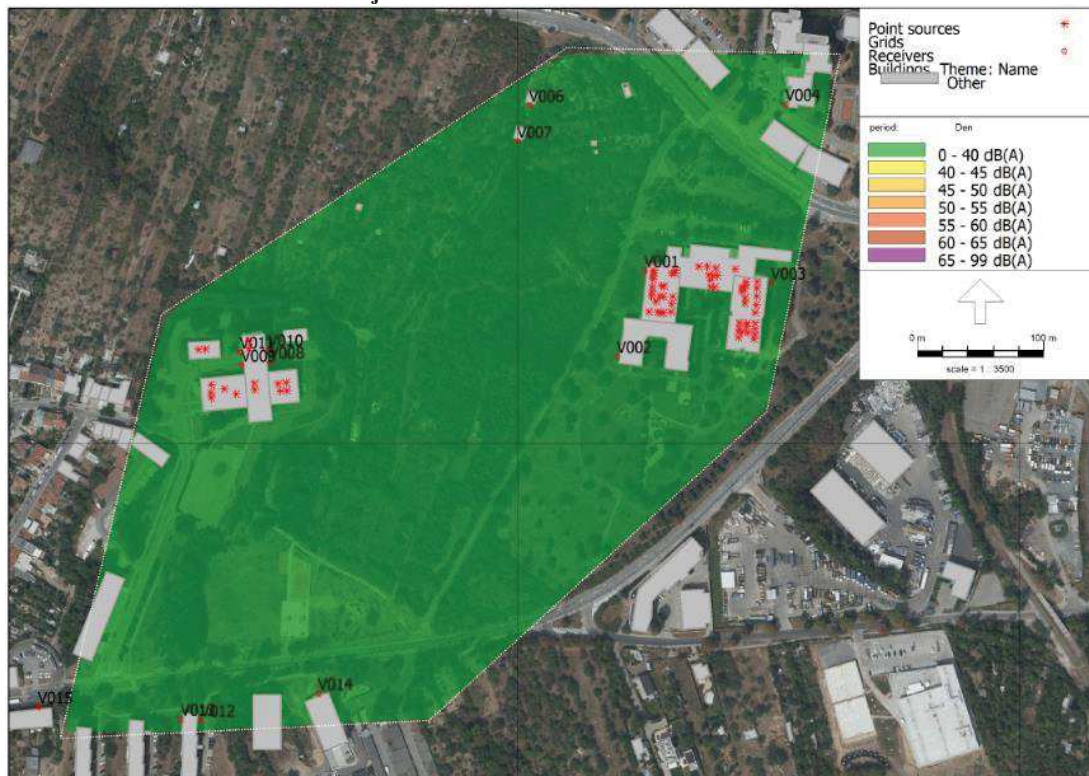 Point sources
Grids
Receivers
Buildings Theme: Name
Other
period: Den
0 - 40 dB(A)
40 - 45 dB(A)
45 - 50 dB(A)
50 - 55 dB(A)
55 - 60 dB(A)
60 - 65 dB(A)
65 - 99 dB(A)
0 m 100 m
scale = 1 : 3500
V006
V004
V007
V001
V003
V002
V011
V010
V009
V008
V014
V015
V013
V012